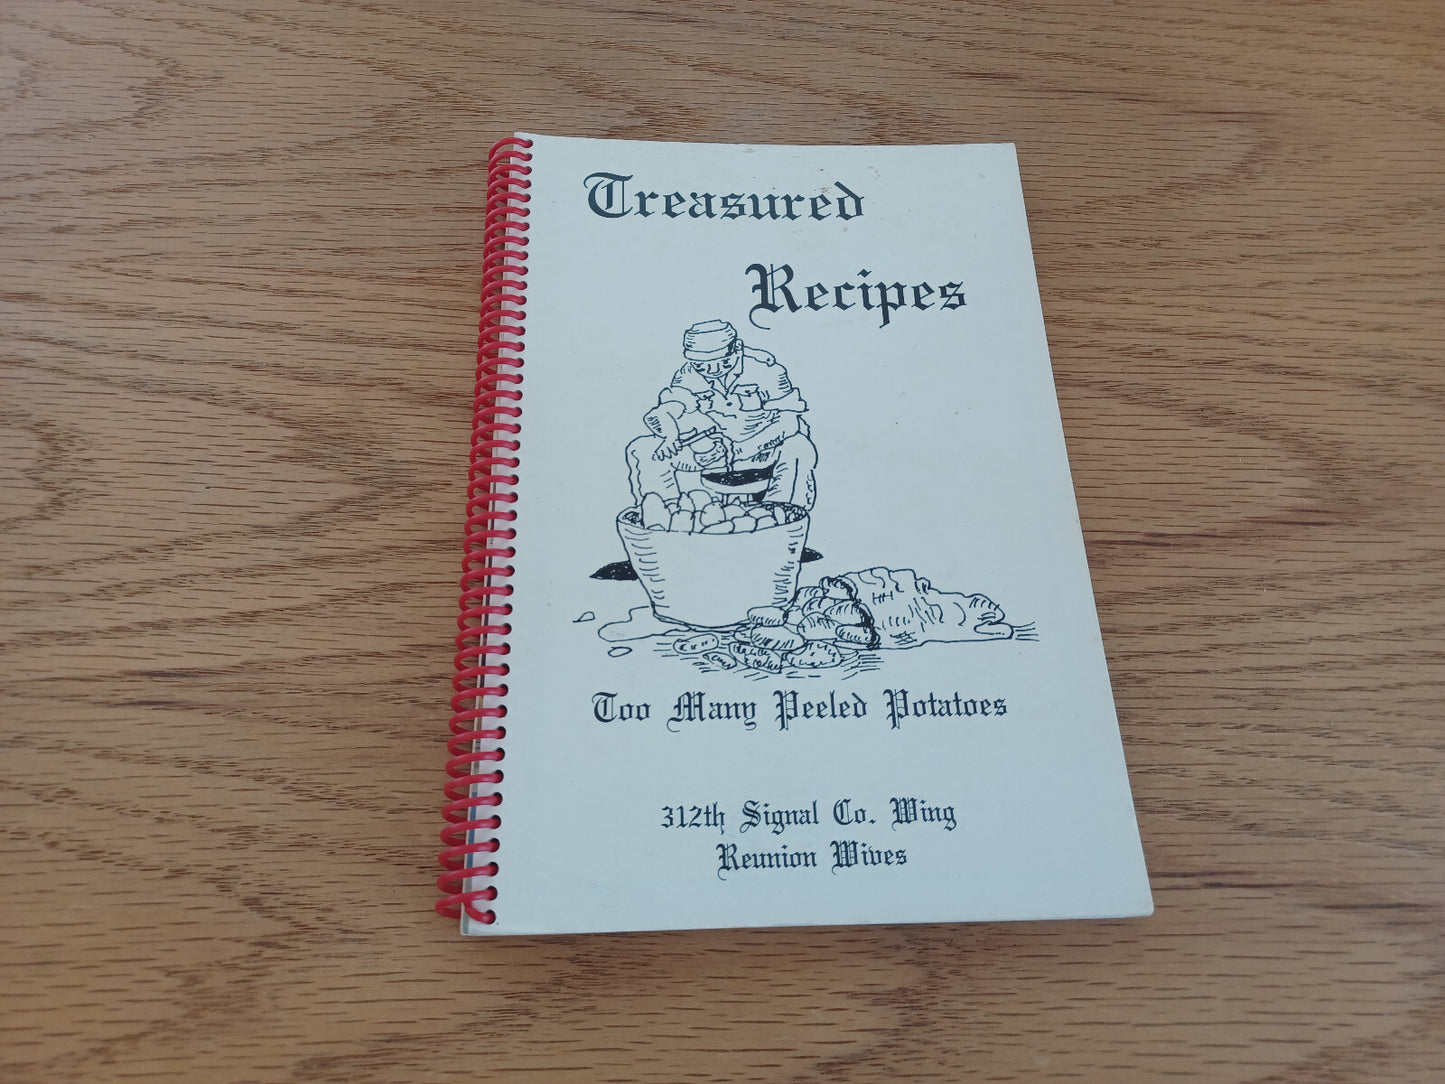 Treasured
Recipes
Too Many Peeled Potatoes
312th Signal Co. Wing
Reunion Wives